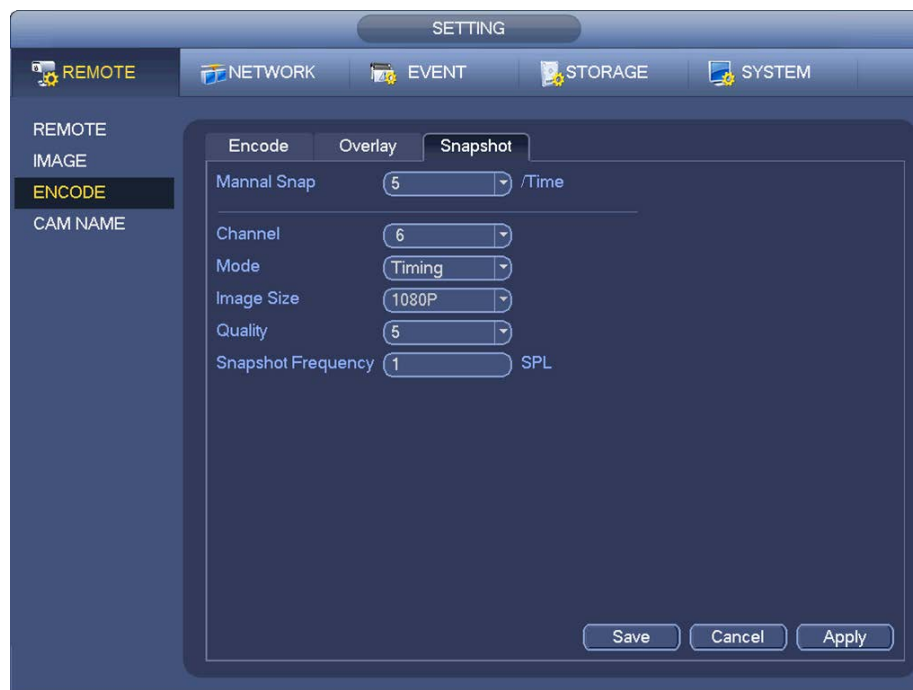 SETTING
REMOTE NETWORK EVENT STORAGE SYSTEM
REMOTE
IMAGE
ENCODE
CAM NAME
Encode Overlay Snapshot
Mannal Snap 5 /Time
Channel 6
Mode Timing
Image Size 1080P
Quality 5
Snapshot Frequency 1 SPL
Save Cancel Apply